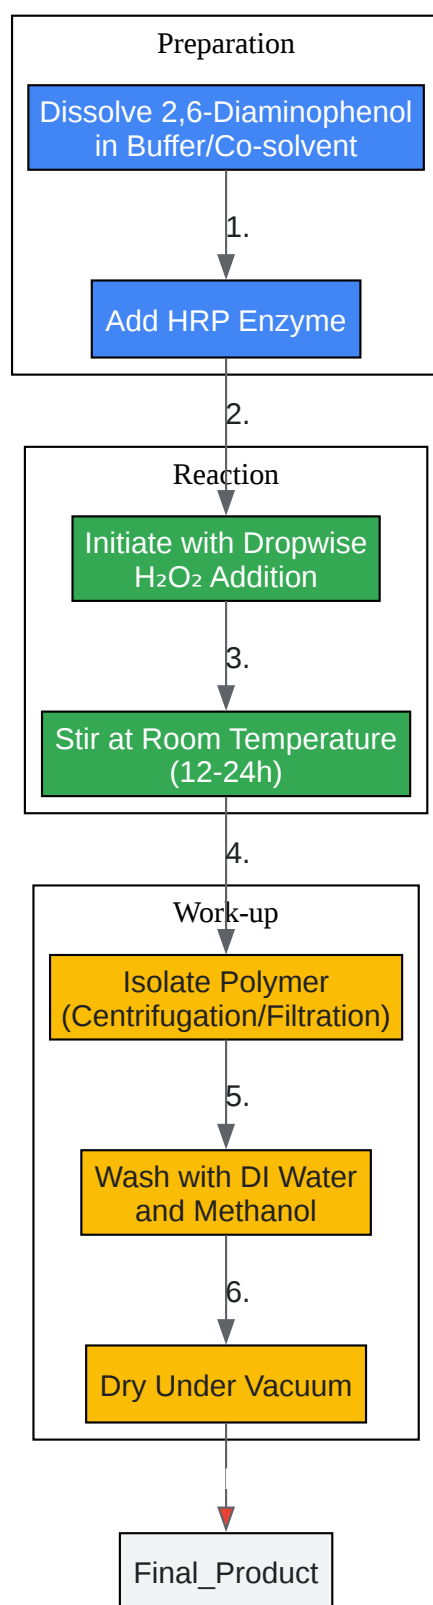 Preparation
Dissolve 2,6-Diaminophenol
in Buffer/Co-solvent
1.
Add HRP Enzyme
2.
Reaction
Initiate with Dropwise
H₂O₂ Addition
3.
Stir at Room Temperature
(12-24h)
4.
Work-up
Isolate Polymer
(Centrifugation/Filtration)
5.
Wash with DI Water
and Methanol
6.
Dry Under Vacuum
Final_Product